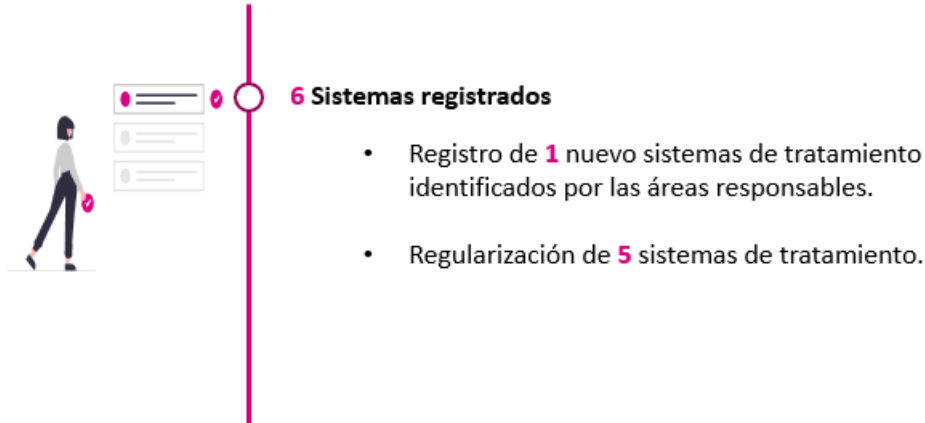 6 Sistemas registrados
• Registro de 1 nuevo sistemas de tratamiento
identificados por las áreas responsables.
• Regularización de 5 sistemas de tratamiento.